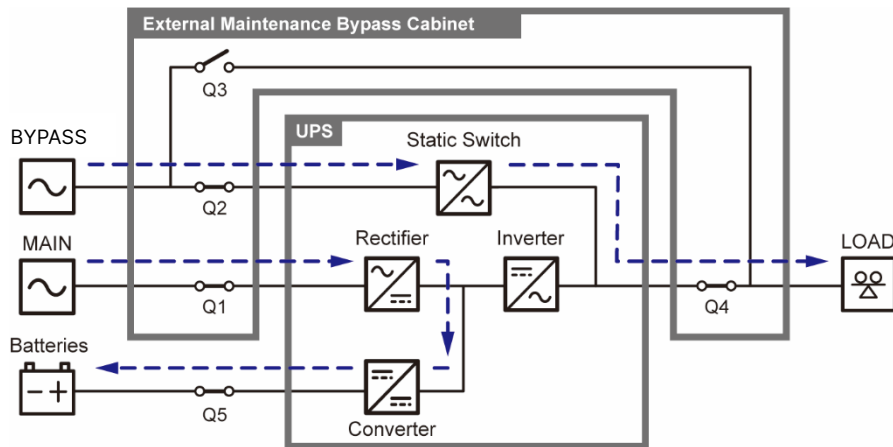 External Maintenance Bypass Cabinet
Q3
UPS
BYPASS
Static Switch
Q2
MAIN
Rectifier
Inverter
LOAD
Q1
Q4
Batteries
Q5
Converter